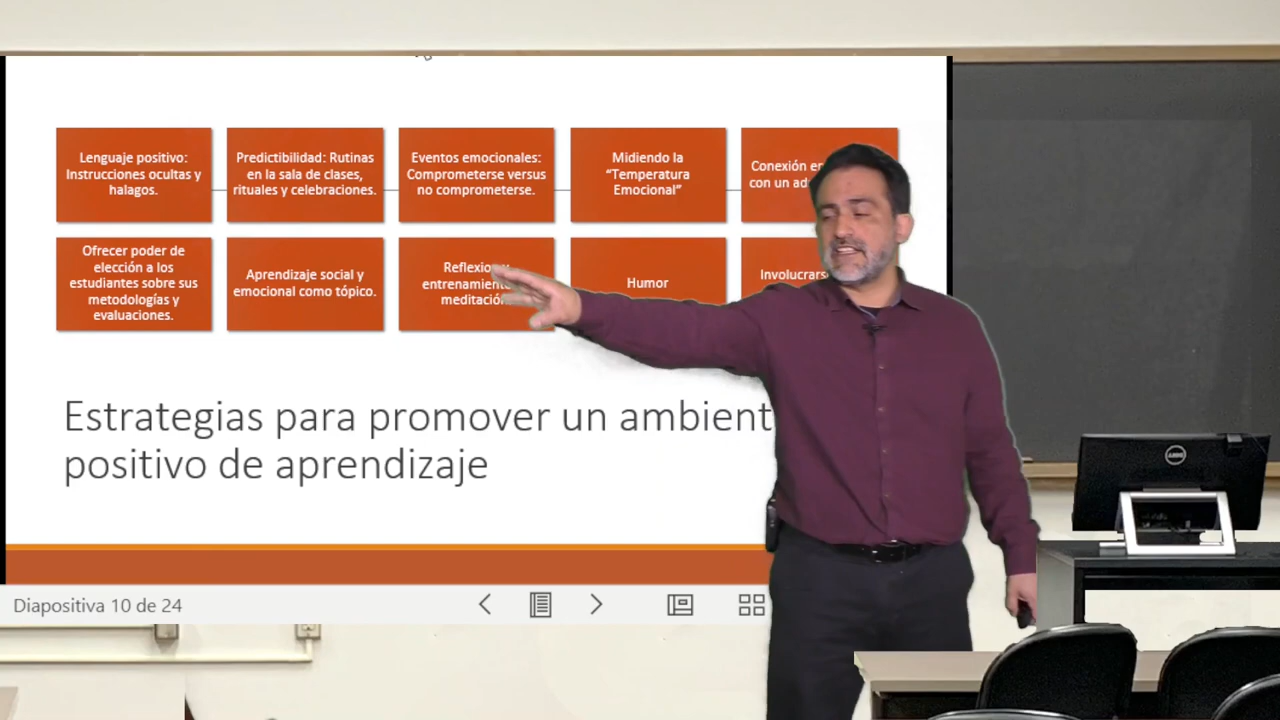 Lenguaje positivo:
Instrucciones ocultas y
halagos.
Predictibilidad: Rutinas
en la sala de clases,
rituales y celebraciones.
Eventos emocionales:
Comprometerse versus
no comprometerse.
Midiendo la
“Temperatura
Emocional”
Conexión
con un
Ofrecer poder de
elección a los
estudiantes sobre sus
metodologías y
evaluaciones.
Aprendizaje social y
emocional como tópico.
entrenamiento
meditación
Humor
Estrategias para promover un
positivo de aprendizaje
Diapositiva 10 de 24